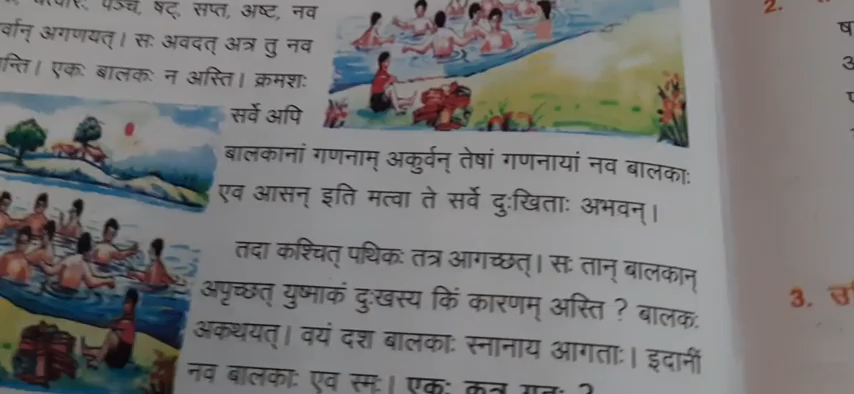 पञ्च, षट्, सप्त, अष्ट, नव
अगणयत्। सः अवदत् अत्र तु नव
एकः बालकः न अस्ति। क्रमशः
सर्वे अपि
बालकानां गणनाम् अकुर्वन् तेषां गणनायां नव बालकाः
एव आसन् इति मत्वा ते सर्वे दुःखिताः अभवन्।
तदा कश्चित् पथिकः तत्र आगच्छत्। सः तान् बालकान्
अपृच्छत् युष्माकं दुःखस्य किं कारणम् अस्ति ? बालकः
अकथयत्। वयं दश बालकाः स्नानाय आगताः। इदानीं
नव बालकाः एव स्मः। एकः कुत्र गतः ?
2.
3.